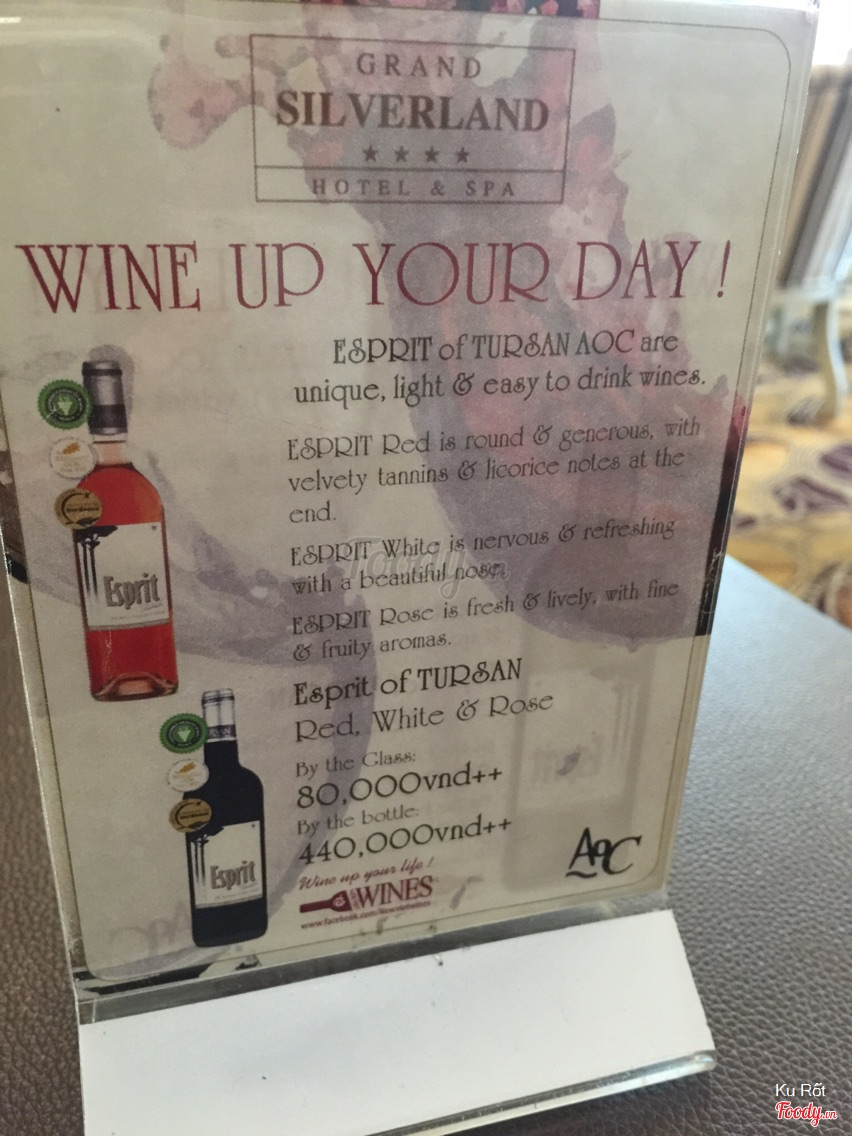 GRAND
SILVERLAND
HOTEL & SPA
WINE UP YOUR DAY !
ESPRIT of TURSAN AOC are
unique, light & easy to drink wines.
ESPRIT Red is round & generous, with
velvety tannins & licorice notes at the
end.
ESPRIT White is nervous & refreshing
with a beautiful nose.
ESPRIT Rose is fresh & lively, with fine
& fruity aromas.
Esprit of TURSAN
Red, White & Rose
By the Glass:
80,000vnd++
By the bottle:
440,000vnd++
Wine up your life !
WINES
AOC
Esprit
Esprit
Foody.vn
Ku Rốt
Foody.vn